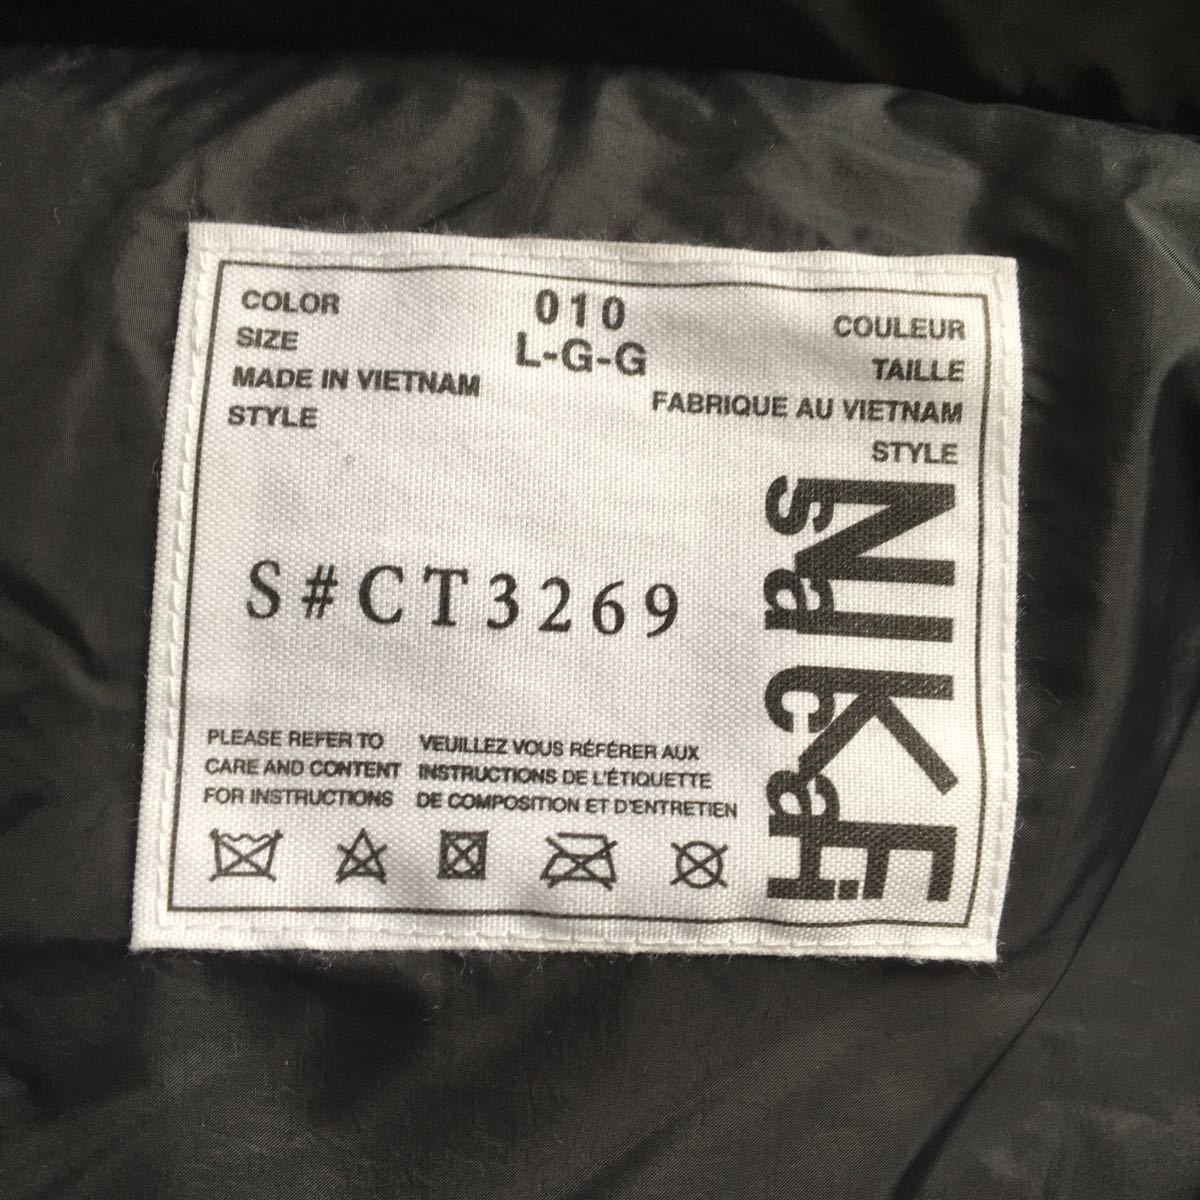 COLOR 010 COULEUR
SIZE L-G-G TAILLE
MADE IN VIETNAM FABRIQUE AU VIETNAM
STYLE STYLE
S#CT3269
NIKE
sacai
PLEASE REFER TO
CARE AND CONTENT
FOR INSTRUCTIONS
VEUILLEZ VOUS RÉFÉRER AUX
INSTRUCTIONS DE L'ÉTIQUETTE
DE COMPOSITION ET D'ENTRETIEN